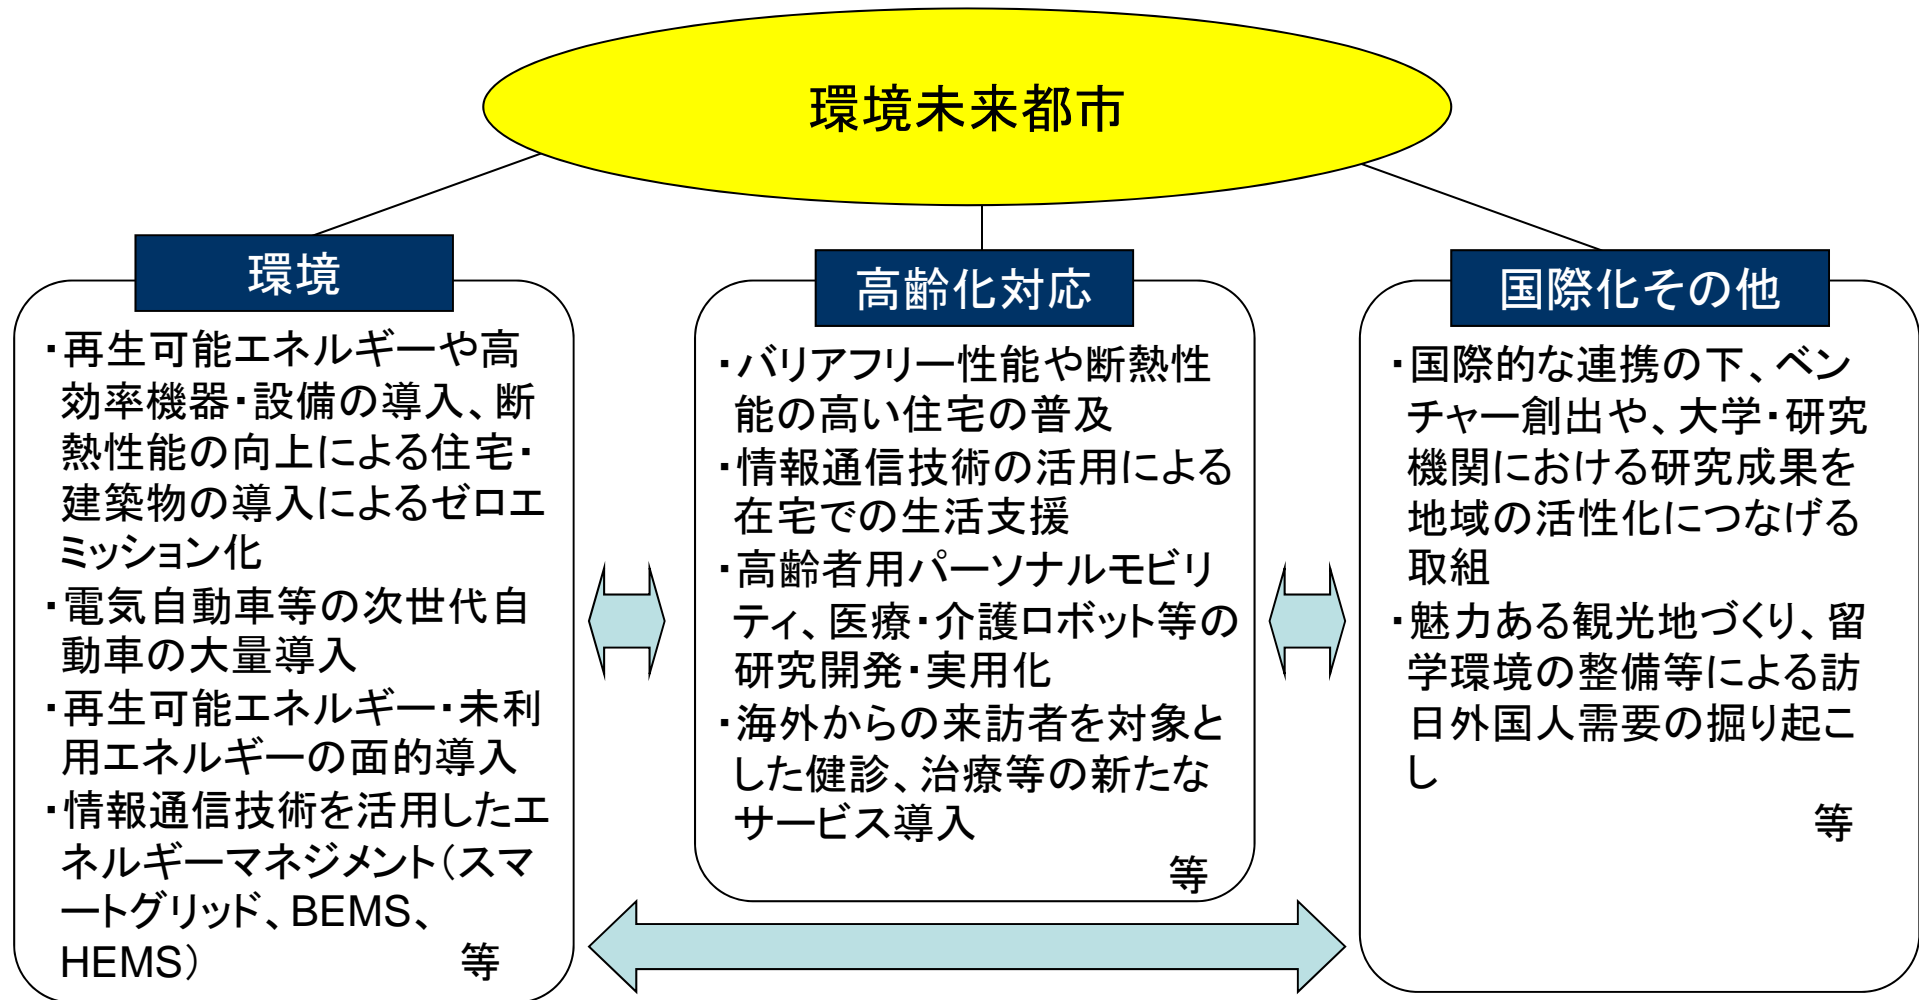 環境未来都市
環境
・再生可能エネルギーや高
効率機器・設備の導入、断
熱性能の向上による住宅・
建築物の導入によるゼロエ
ミッション化
・電気自動車等の次世代自
動車の大量導入
・再生可能エネルギー・未利
用エネルギーの面的導入
・情報通信技術を活用したエ
ネルギーマネジメント(スマ
ートグリッド、BEMS、
HEMS) 等
高齢化対応
・バリアフリー性能や断熱性
能の高い住宅の普及
・情報通信技術の活用による
在宅での生活支援
・高齢者用パーソナルモビリ
ティ、医療・介護ロボット等の
研究開発・実用化
・海外からの来訪者を対象と
した健診、治療等の新たな
サービス導入
等
国際化その他
・国際的な連携の下、ベン
チャー創出や、大学・研究
機関における研究成果を
地域の活性化につなげる
取組
・魅力ある観光地づくり、留
学環境の整備等による訪
日外国人需要の掘り起こ
し
等